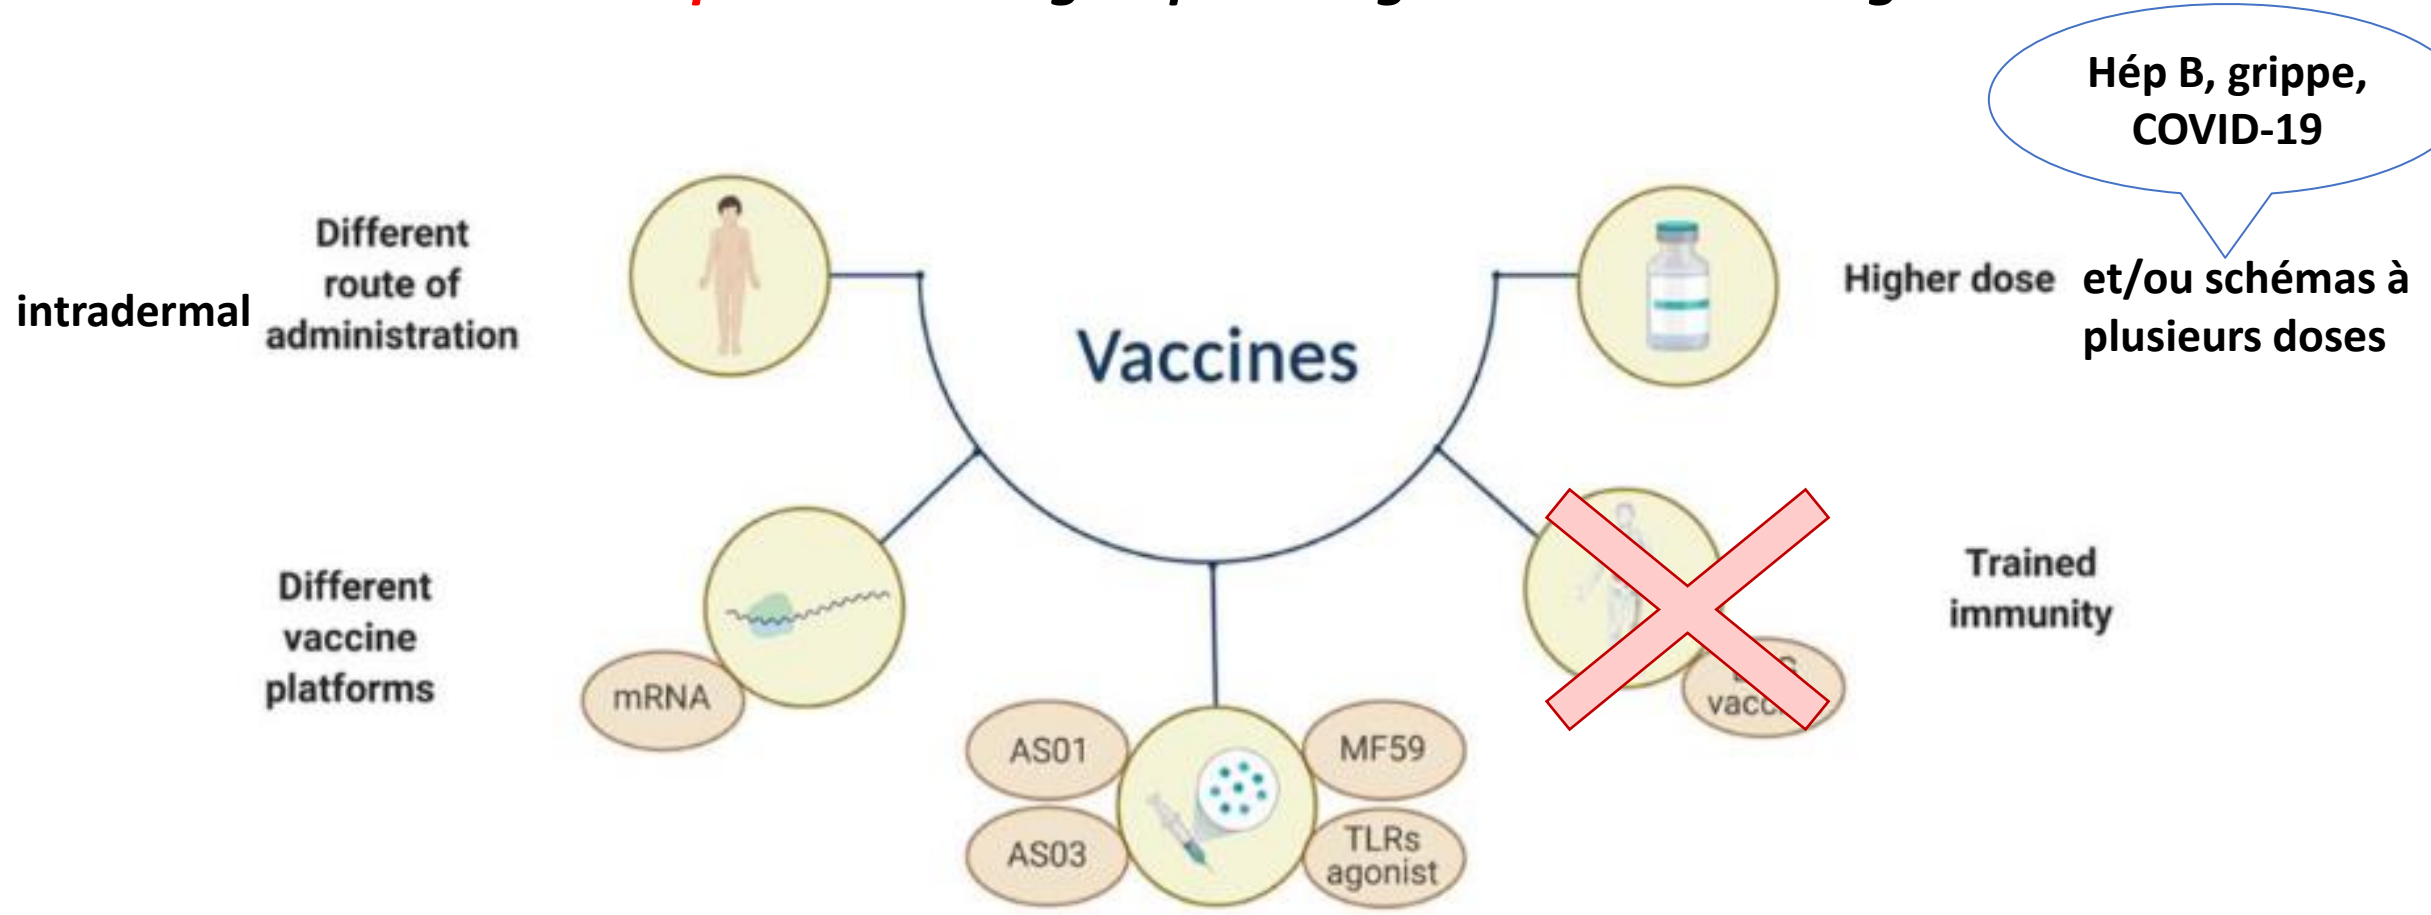 Hép B, grippe,
COVID-19
Different
route of
administration
intradermal
Vaccines
Higher dose
et/ou schémas à
plusieurs doses
Different
vaccine
platforms
mRNA
Trained
immunity
AS01
MF59
AS03
TLRs
agonist